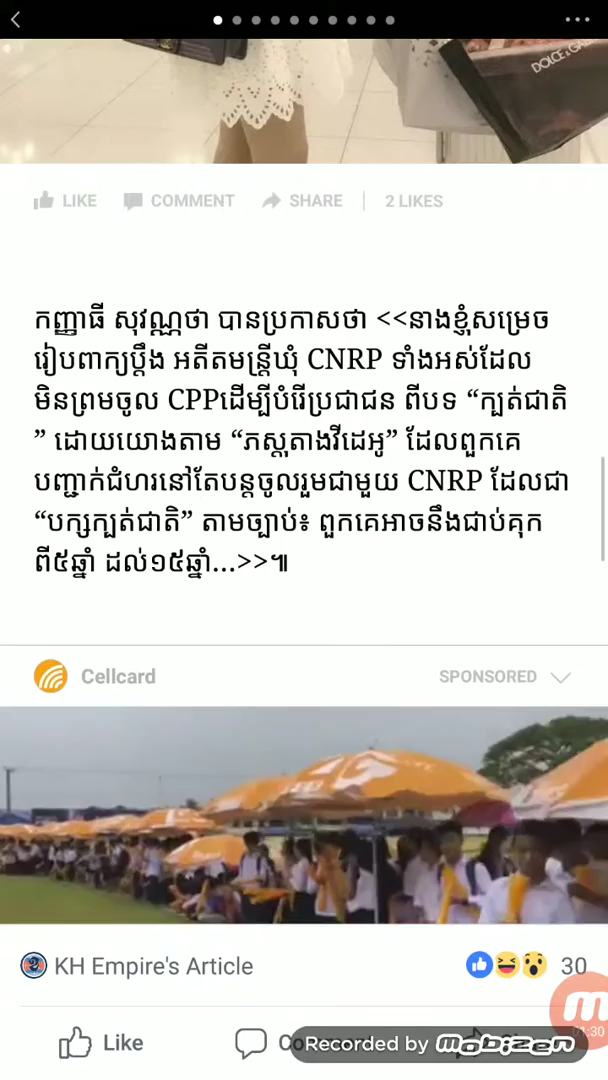 DOLCE&GA
LIKE COMMENT SHARE 2 LIKES
កញ្ញាធី សុវណ្ណថា បានប្រកាសថា <<នាងខ្ញុំសម្រេច
រៀបពាក្យប្តឹង អតីតមន្ត្រីឃុំ CNRP ទាំងអស់ដែល
មិនព្រមចូល CPPដើម្បីបំរើប្រជាជន ពីបទ “ក្បត់ជាតិ
” ដោយយោងតាម “ភស្តុតាងវីដេអូ” ដែលពួកគេ
បញ្ជាក់ជំហរនៅតែបន្តចូលរួមជាមួយ CNRP ដែលជា
“បក្សក្បត់ជាតិ” តាមច្បាប់៖ ពួកគេអាចនឹងជាប់គុក
ពី៥ឆ្នាំ ដល់១៥ឆ្នាំ...>>៕
Cellcard SPONSORED
KH Empire's Article 30
01:30
Like
Recorded by mobizen